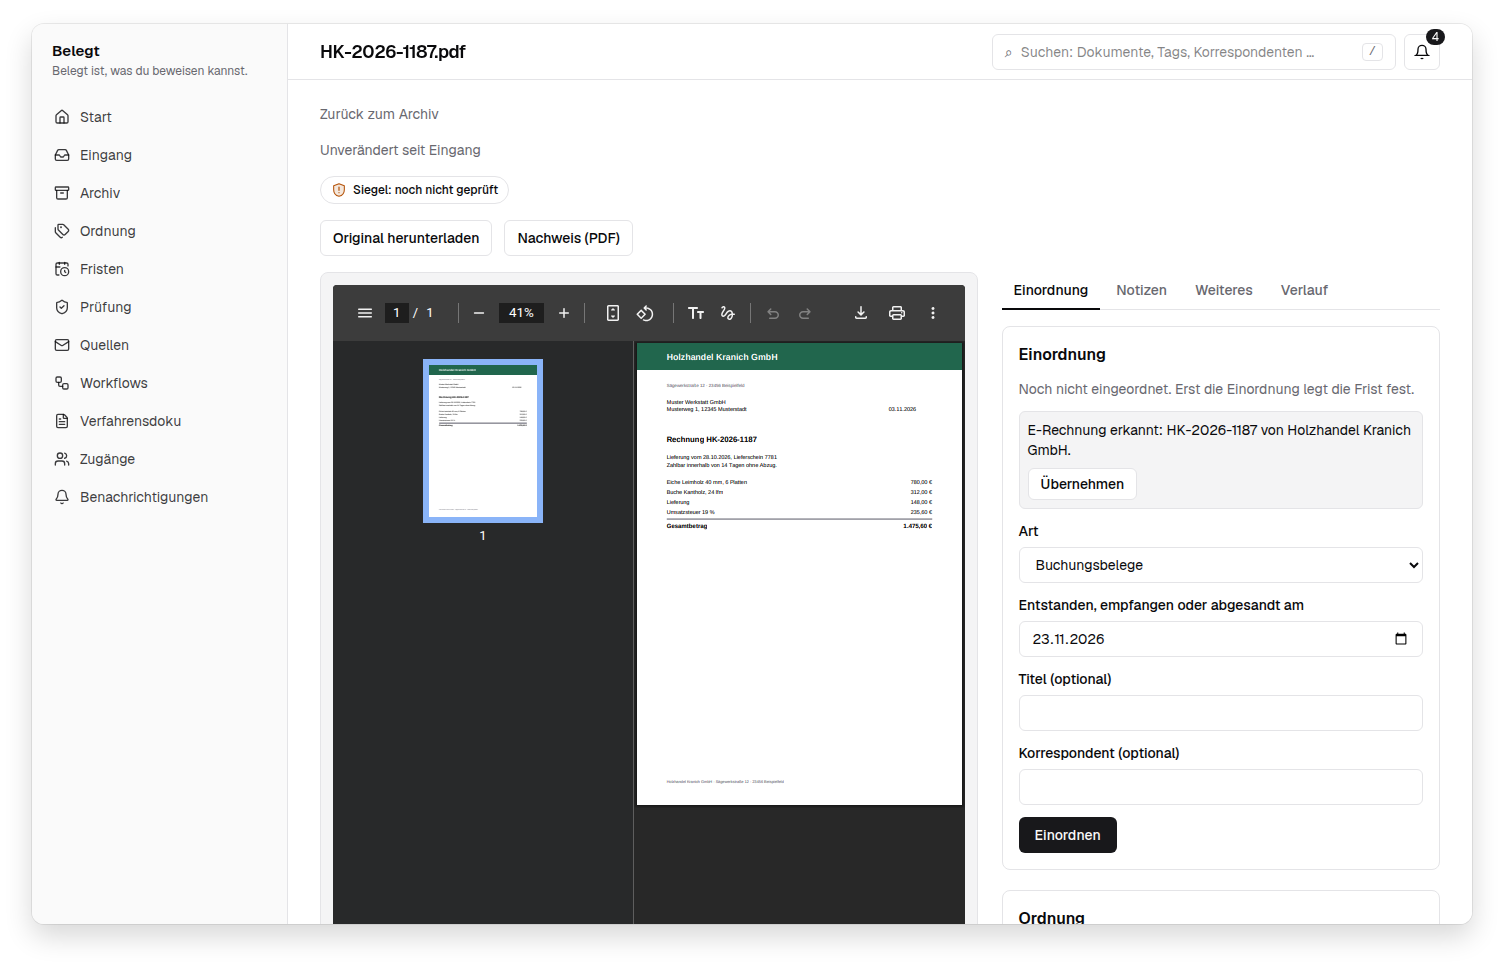 Belegt
Belegt ist, was du beweisen kannst.
Start
Eingang
Archiv
Ordnung
Fristen
Prüfung
Quellen
Workflows
Verfahrensdoku
Zugänge
Benachrichtigungen
HK-2026-1187.pdf
Suchen: Dokumente, Tags, Korrespondenten ...
/
4
Zurück zum Archiv
Unverändert seit Eingang
Siegel: noch nicht geprüft
Original herunterladen
Nachweis (PDF)
1 / 1
41%
1
Holzhandel Kranich GmbH
Muster Werkstatt GmbH
Musterweg 1, 12345 Musterstadt
03.11.2026
Rechnung HK-2026-1187
Lieferung vom 28.10.2026, Lieferschein 7781
Zahlbar innerhalb von 14 Tagen ohne Abzug.
Eiche Leimholz 40 mm, 6 Platten 780,00 €
Buche Kantholz, 24 lfm 312,00 €
Lieferung 148,00 €
Umsatzsteuer 19 % 235,60 €
Gesamtbetrag 1.475,60 €
Einordnung
Notizen
Weiteres
Verlauf
Einordnung
Noch nicht eingeordnet. Erst die Einordnung legt die Frist fest.
E-Rechnung erkannt: HK-2026-1187 von Holzhandel Kranich
GmbH.
Übernehmen
Art
Buchungsbelege
Entstanden, empfangen oder abgesandt am
23.11.2026
Titel (optional)
Korrespondent (optional)
Einordnen
Ordnung